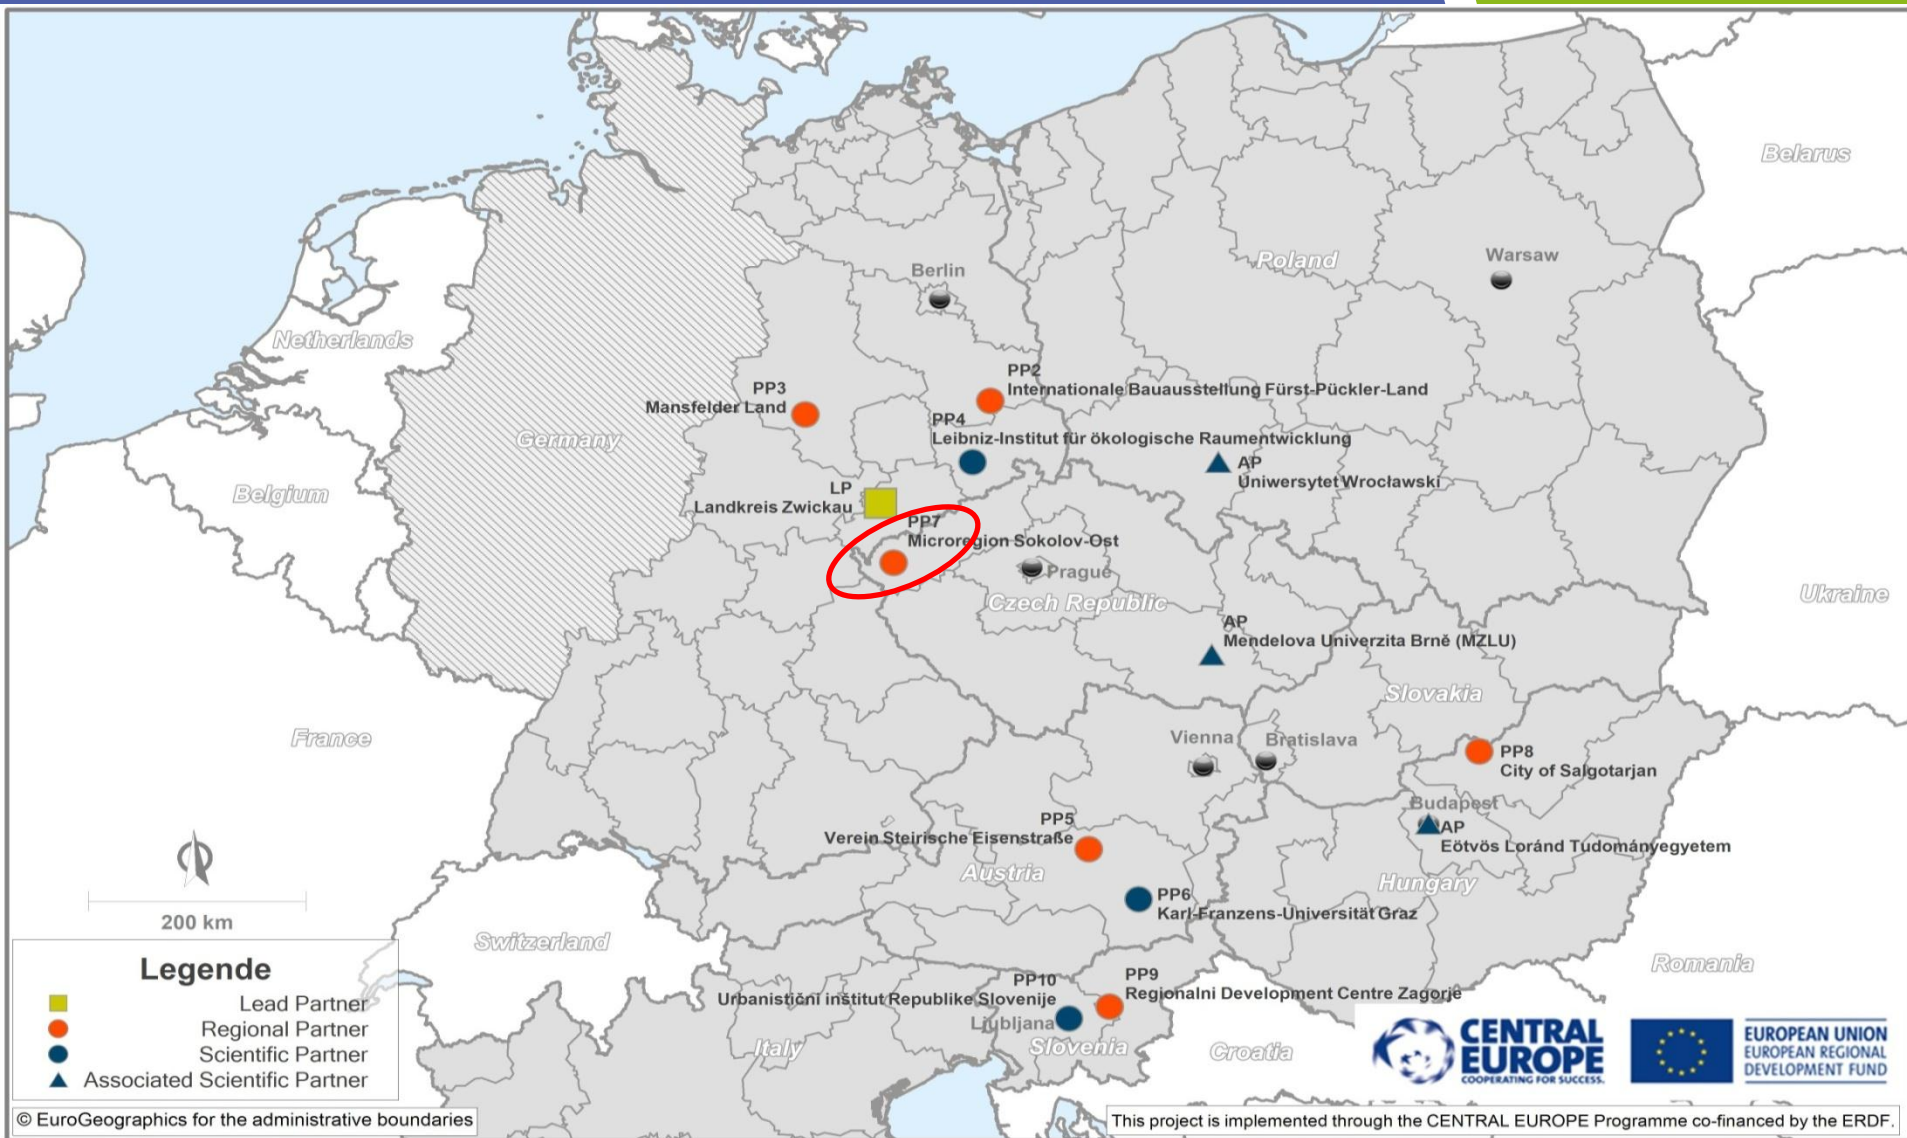 Belarus
Poland
Warsaw
Berlin
Netherlands
PP3
Mansfelder Land
PP2
Internationale Bauausstellung Fürst-Pückler-Land
PP4
Leibniz-Institut für ökologische Raumentwicklung
Germany
Belgium
AP
Uniwersytet Wrocławski
LP
Landkreis Zwickau
PP7
Microregion Sokolov-Ost
Prague
Czech Republic
Ukraine
AP
Mendelova Univerzita Brně (MZLU)
Slovakia
France
Vienna
Bratislava
PP8
City of Salgotarjan
Budapest
AP
Eötvös Loránd Tudományegyetem
PP5
Verein Steirische Eisenstraße
Austria
Hungary
PP6
Karl-Franzens-Universität Graz
200 km
Switzerland
Romania
PP10
Urbanistični institut Republike Slovenije
PP9
Regionalni Development Centre Zagorje
Ljubljana
Slovenia
Italy
Croatia
Legende
Lead Partner
Regional Partner
Scientific Partner
Associated Scientific Partner
CENTRAL
EUROPE
COOPERATING FOR SUCCESS.
EUROPEAN UNION
EUROPEAN REGIONAL
DEVELOPMENT FUND
© EuroGeographics for the administrative boundaries
This project is implemented through the CENTRAL EUROPE Programme co-financed by the ERDF.